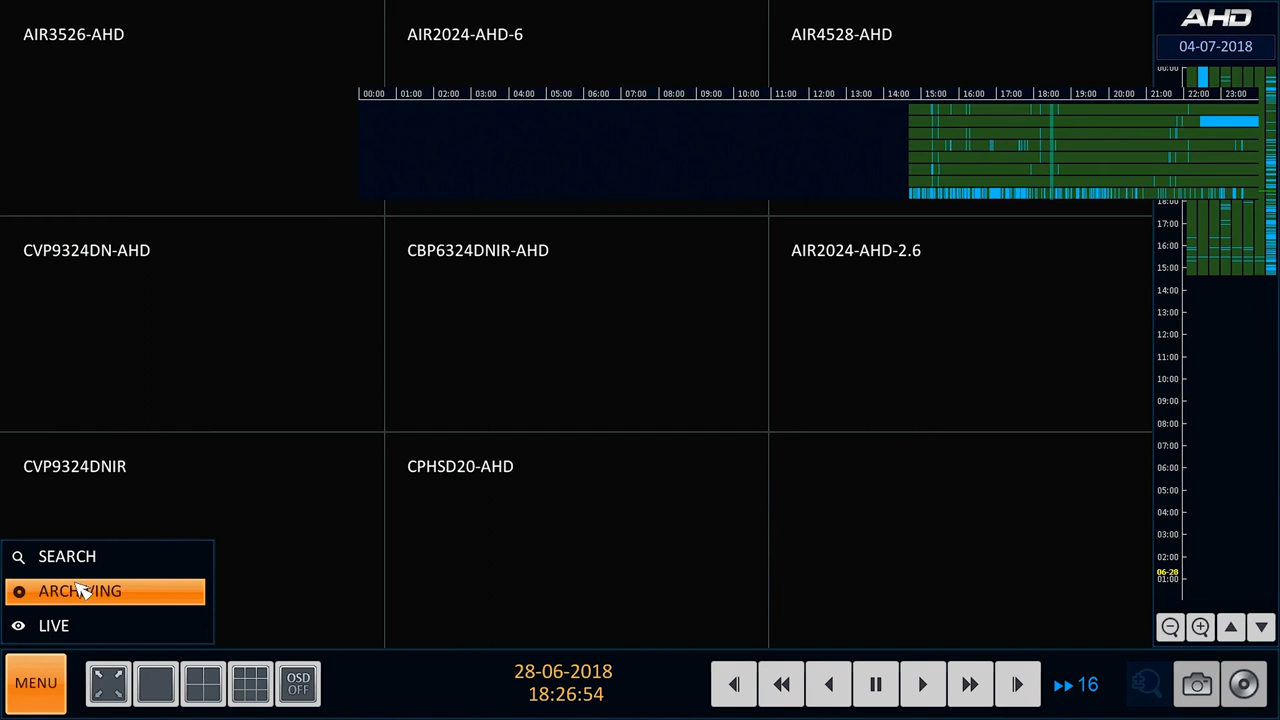 AIR3526-AHD
AIR2024-AHD-6
AIR4528-AHD
AHD
04-07-2018
00:00
00:00 01:00 02:00 03:00 04:00 05:00 06:00 07:00 08:00 09:00 10:00 11:00 12:00 13:00 14:00 15:00 16:00 17:00 18:00 19:00 20:00 21:00 22:00 23:00
18:00
17:00
CVP9324DN-AHD
CBP6324DNIR-AHD
AIR2024-AHD-2.6
16:00
15:00
14:00
13:00
12:00
11:00
10:00
09:00
08:00
07:00
CVP9324DNIR
CPHSD20-AHD
06:00
05:00
04:00
03:00
02:00
06-28
01:00
SEARCH
ARCHIVING
LIVE
MENU
OSD
OFF
28-06-2018
18:26:54
16